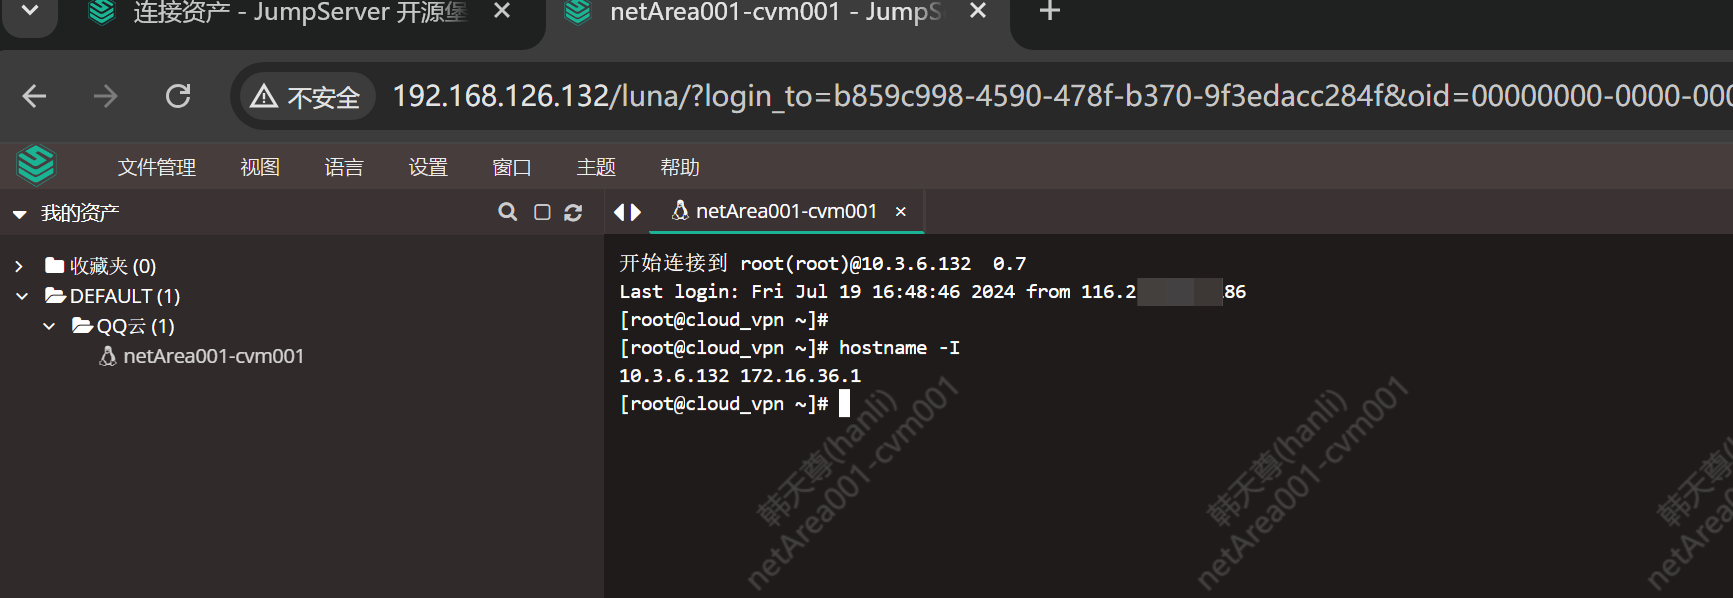 连接资产 - JumpServer 开源堡
netArea001-cvm001 - JumpS
不安全 192.168.126.132/luna/?login_to=b859c998-4590-478f-b370-9f3edacc284f&oid=00000000-0000-000
文件管理 视图 语言 设置 窗口 主题 帮助
我的资产
netArea001-cvm001
收藏夹 (0)
DEFAULT (1)
QQ云 (1)
netArea001-cvm001
开始连接到 root(root)@10.3.6.132 0.7
Last login: Fri Jul 19 16:48:46 2024 from 116.2 .86
[root@cloud_vpn ~]#
[root@cloud_vpn ~]# hostname -I
10.3.6.132 172.16.36.1
[root@cloud_vpn ~]#
韩天尊(hanli)
netArea001-cvm001
韩天尊(hanli)
netArea001-cvm001
韩天尊(
netArea00